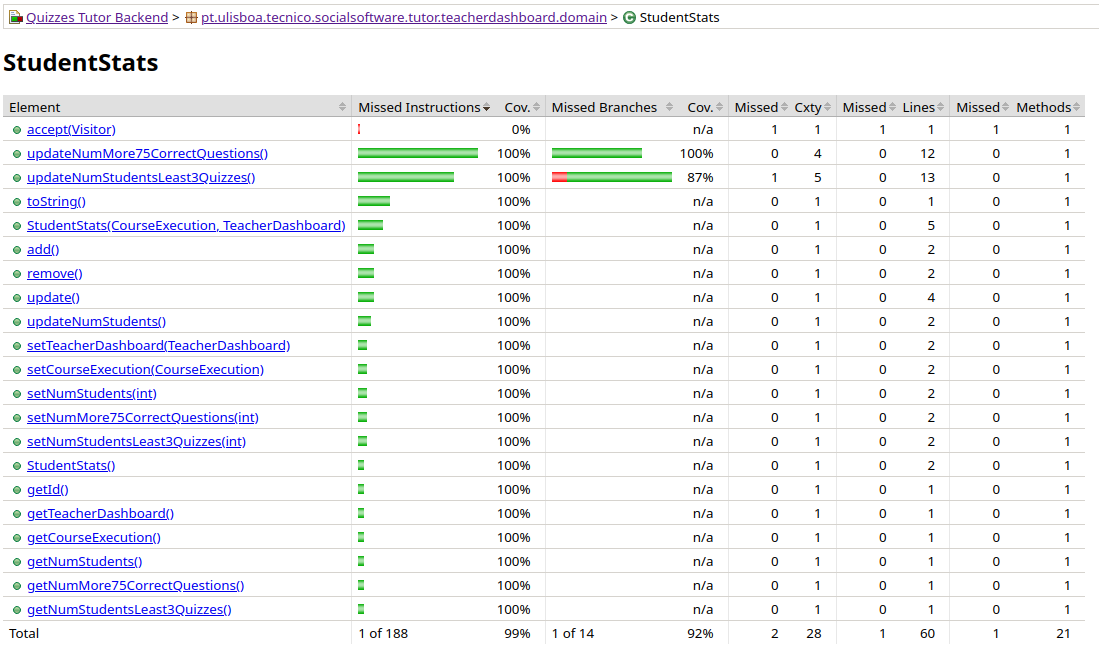 Quizzes Tutor Backend > pt.ulisboa.tecnico.socialsoftware.tutor.teacherdashboard.domain > StudentStats
StudentStats
Element Missed Instructions Cov. Missed Branches Cov. Missed Cxty Missed Lines Missed Methods
accept(Visitor) 0% n/a 1 1 1 1 1 1
updateNumMore75CorrectQuestions() 100% 100% 0 4 0 12 0 1
updateNumStudentsLeast3Quizzes() 100% 87% 1 5 0 13 0 1
toString() 100% n/a 0 1 0 1 0 1
StudentStats(CourseExecution, TeacherDashboard) 100% n/a 0 1 0 5 0 1
add() 100% n/a 0 1 0 2 0 1
remove() 100% n/a 0 1 0 2 0 1
update() 100% n/a 0 1 0 4 0 1
updateNumStudents() 100% n/a 0 1 0 2 0 1
setTeacherDashboard(TeacherDashboard) 100% n/a 0 1 0 2 0 1
setCourseExecution(CourseExecution) 100% n/a 0 1 0 2 0 1
setNumStudents(int) 100% n/a 0 1 0 2 0 1
setNumMore75CorrectQuestions(int) 100% n/a 0 1 0 2 0 1
setNumStudentsLeast3Quizzes(int) 100% n/a 0 1 0 2 0 1
StudentStats() 100% n/a 0 1 0 2 0 1
getId() 100% n/a 0 1 0 1 0 1
getTeacherDashboard() 100% n/a 0 1 0 1 0 1
getCourseExecution() 100% n/a 0 1 0 1 0 1
getNumStudents() 100% n/a 0 1 0 1 0 1
getNumMore75CorrectQuestions() 100% n/a 0 1 0 1 0 1
getNumStudentsLeast3Quizzes() 100% n/a 0 1 0 1 0 1
Total 1 of 188 99% 1 of 14 92% 2 28 1 60 1 21